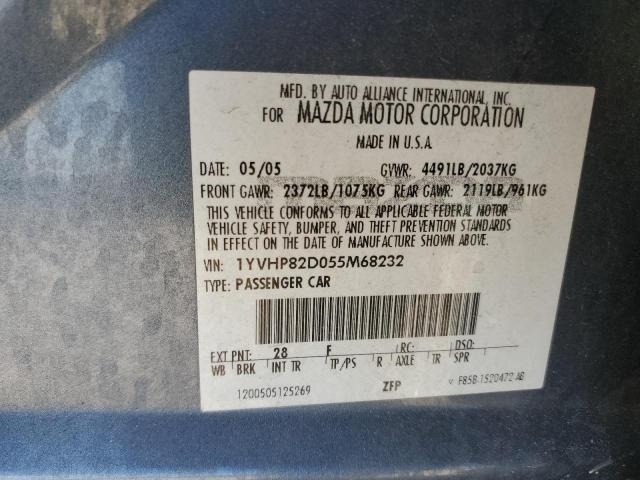 MFD. BY AUTO ALLIANCE INTERNATIONAL, INC.
FOR MAZDA MOTOR CORPORATION
MADE IN U.S.A
DATE: 05/05 GVWR: 4491LB/2037KG
FRONT GAWR: 2372LB/1075KG REAR GAWR: 2119LB/961KG
THIS VEHICLE CONFORMS TO ALL APPLICABLE FEDERAL MOTOR
VEHICLE SAFETY, BUMPER, AND THEFT PREVENTION STANDARDS
IN EFFECT ON THE DATE OF MANUFACTURE SHOWN ABOVE.
VIN: 1YVHP82D055M68232
TYPE: PASSENGER CAR
EXT PNT: 28 F RC: DSO:
WB BRK INT TR TP/PS R AXLE TR SPR
1200505125269 ZFP F85B-1520472-AB